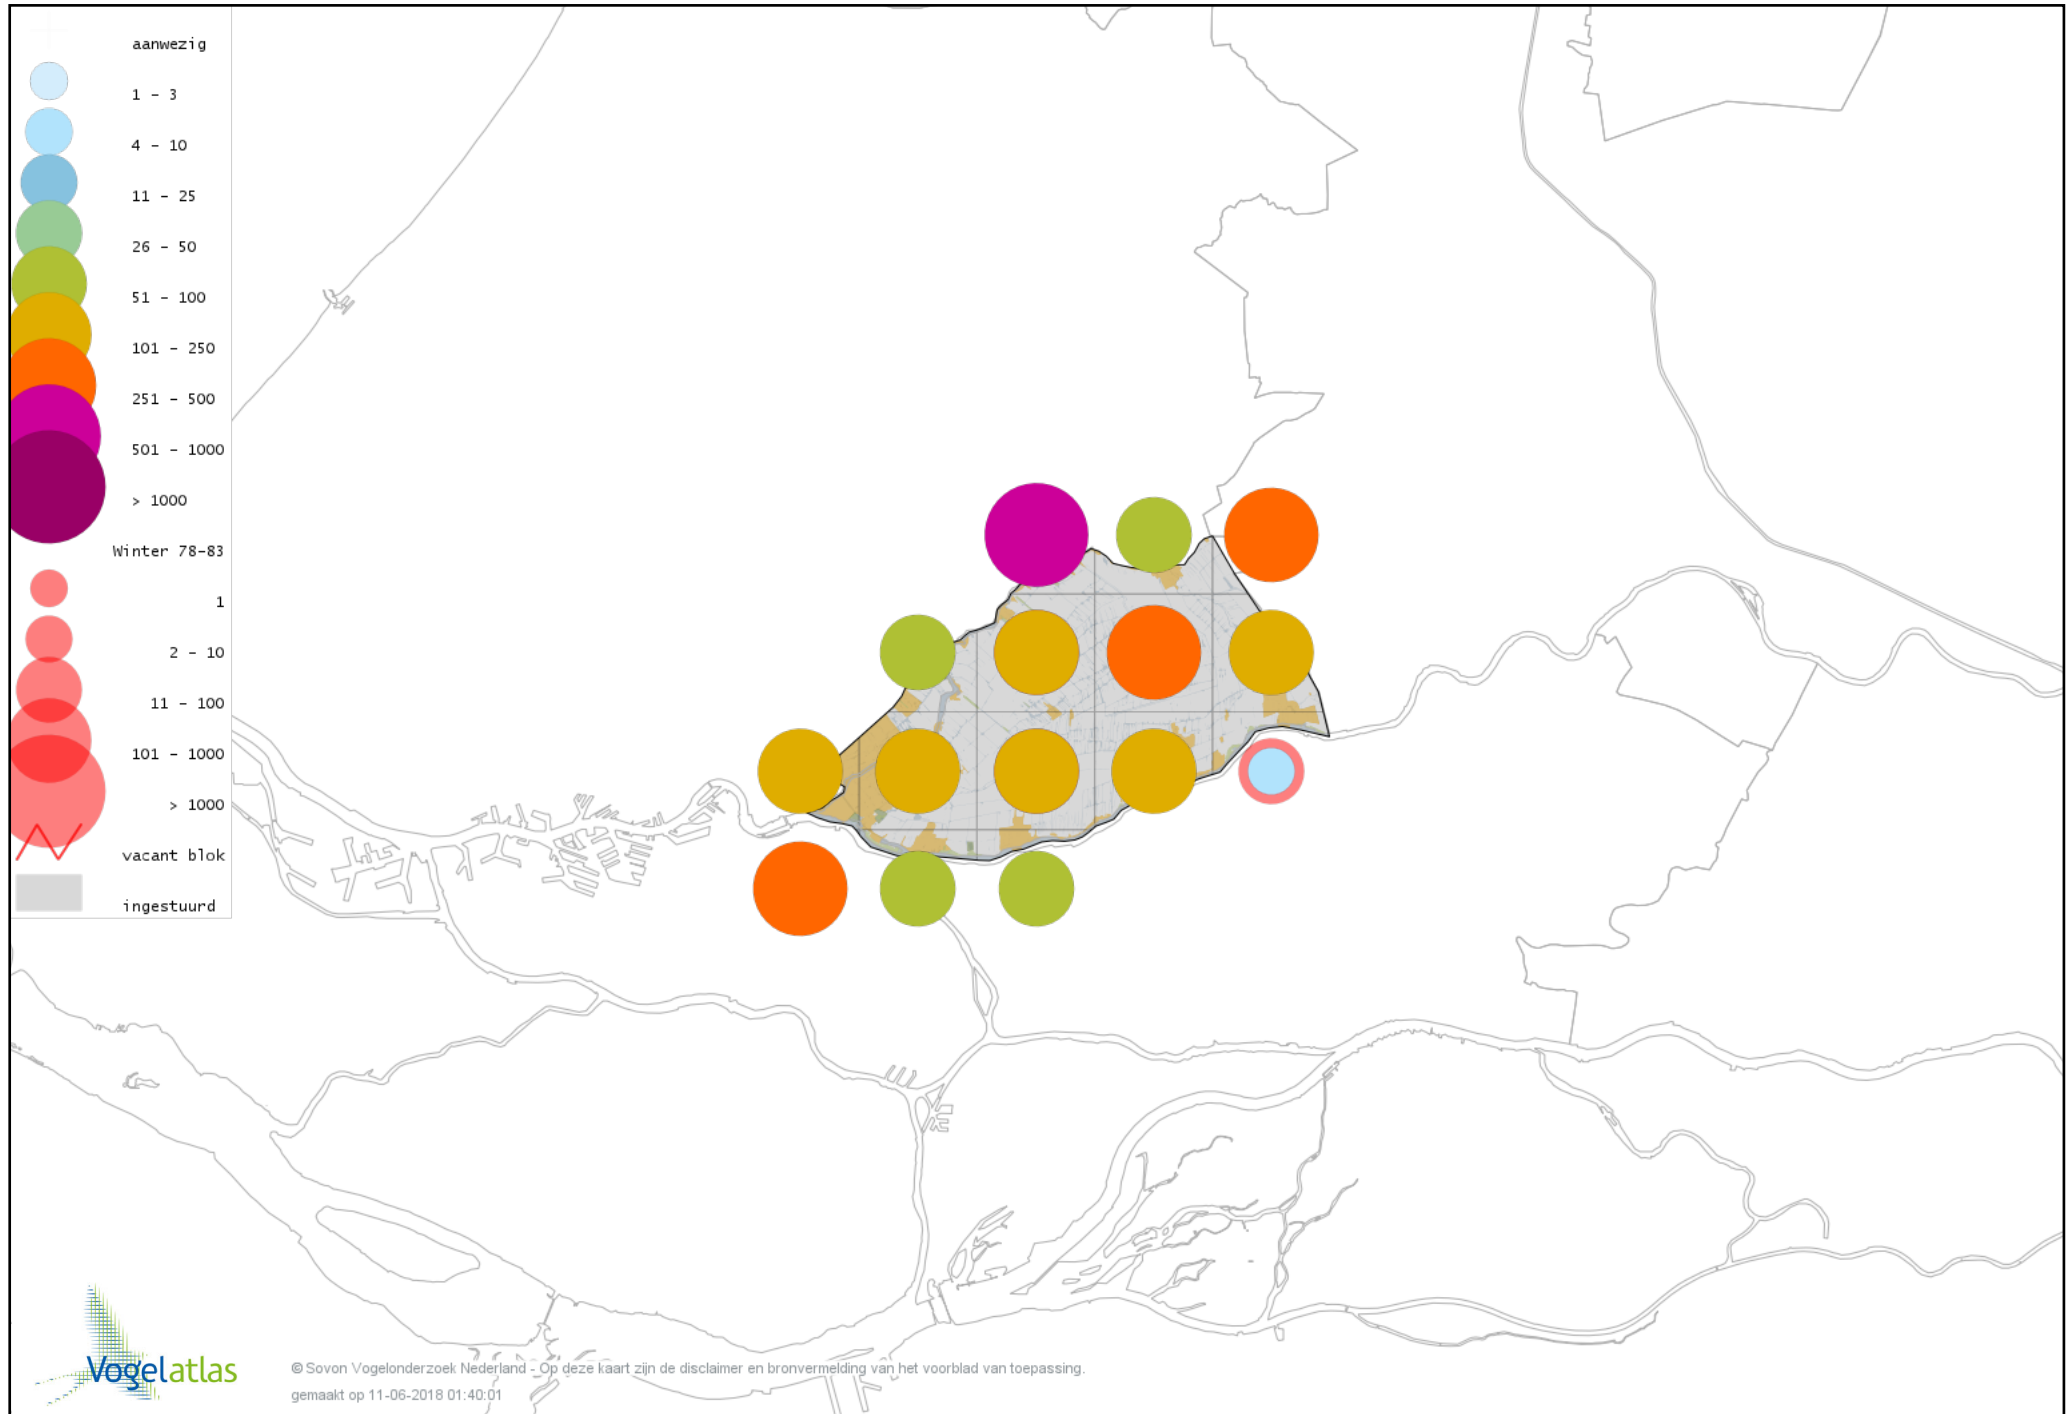 aanwezig
1 - 3
4 - 10
11 - 25
26 - 50
51 - 100
101 - 250
251 - 500
501 - 1000
> 1000
Winter 78-83
1
2 - 10
11 - 100
101 - 1000
> 1000
vacant blok
ingestuurd
Vogelatlas
© Sovon Vogelonderzoek Nederland - Op deze kaart zijn de disclaimer en bronvermelding van het voorblad van toepassing.
gemaakt op 11-06-2018 01:40:01